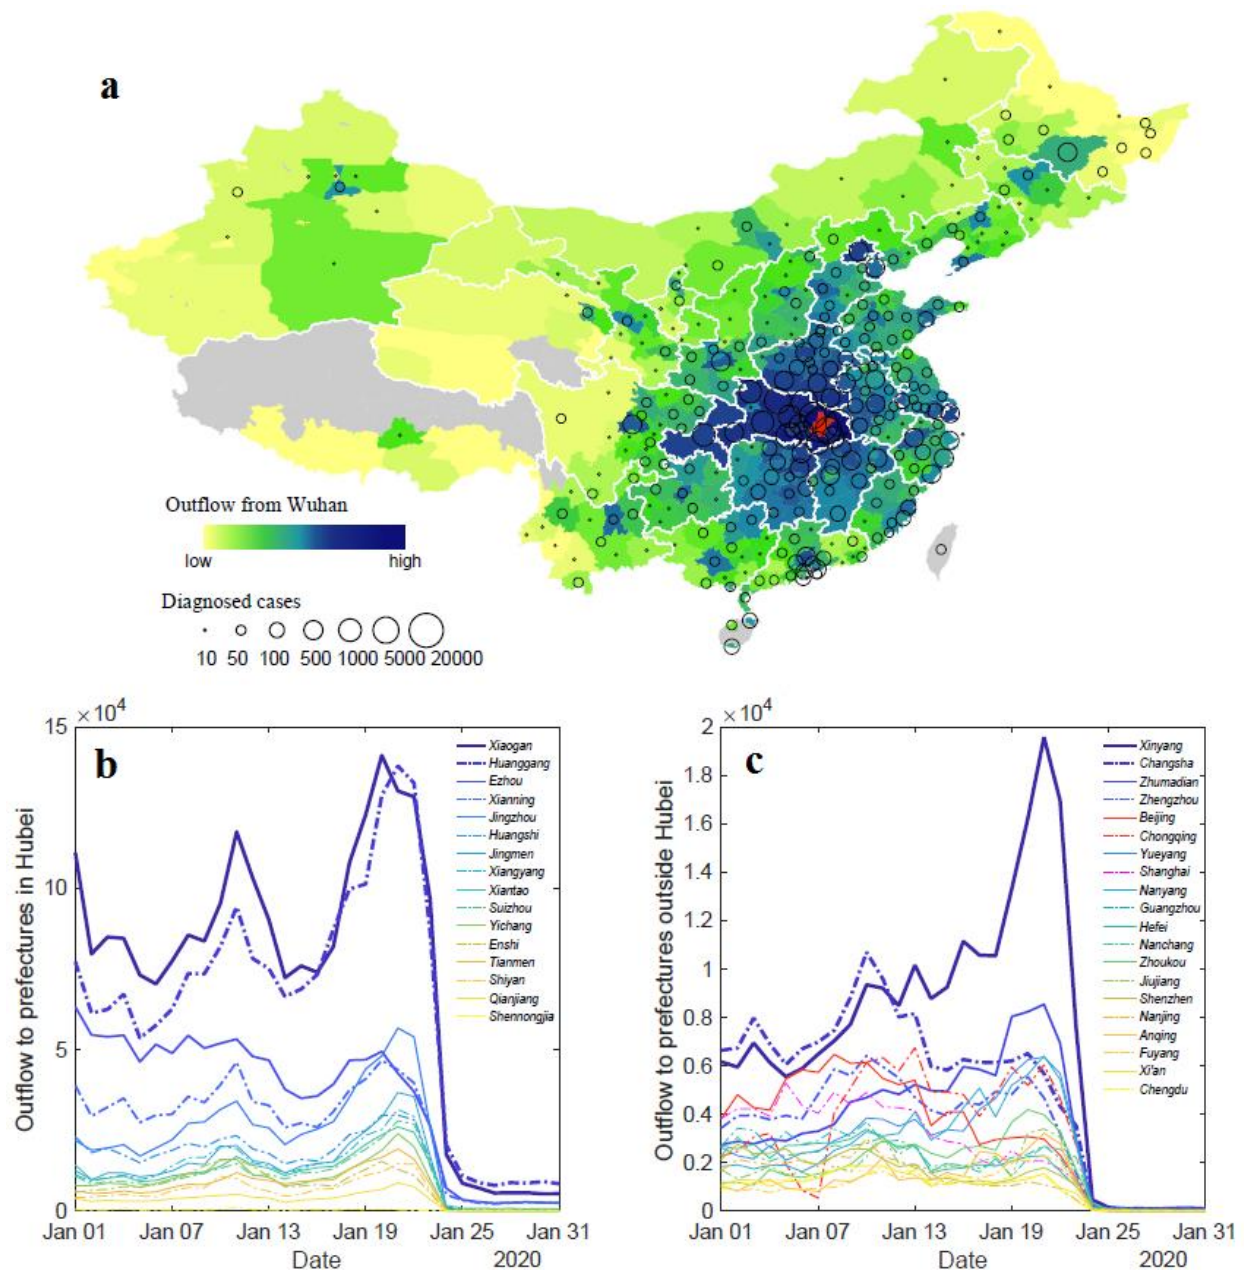 a
Outflow from Wuhan
low high
Diagnosed cases
10 50 100 500 1000 5000 20000
×10⁴
15
10
5
0
b
Outflow to prefectures in Hubei
Xiaogan
Huanggang
Ezhou
Xianning
Jingzhou
Huangshi
Jingmen
Xiangyang
Xiantao
Suizhou
Yichang
Enshi
Tianmen
Shiyan
Qianjiang
Shennongjia
Jan 01 Jan 07 Jan 13 Jan 19 Jan 25 Jan 31
Date 2020
×10⁴
2
1.8
1.6
1.4
1.2
1
0.8
0.6
0.4
0.2
0
c
Outflow to prefectures outside Hubei
Xinyang
Changsha
Zhumadian
Zhengzhou
Beijing
Chongqing
Yueyang
Shanghai
Nanyang
Guangzhou
Hefei
Nanchang
Zhoukou
Jiujiang
Shenzhen
Nanjing
Anqing
Fuyang
Xi'an
Chengdu
Jan 01 Jan 07 Jan 13 Jan 19 Jan 25 Jan 31
Date 2020